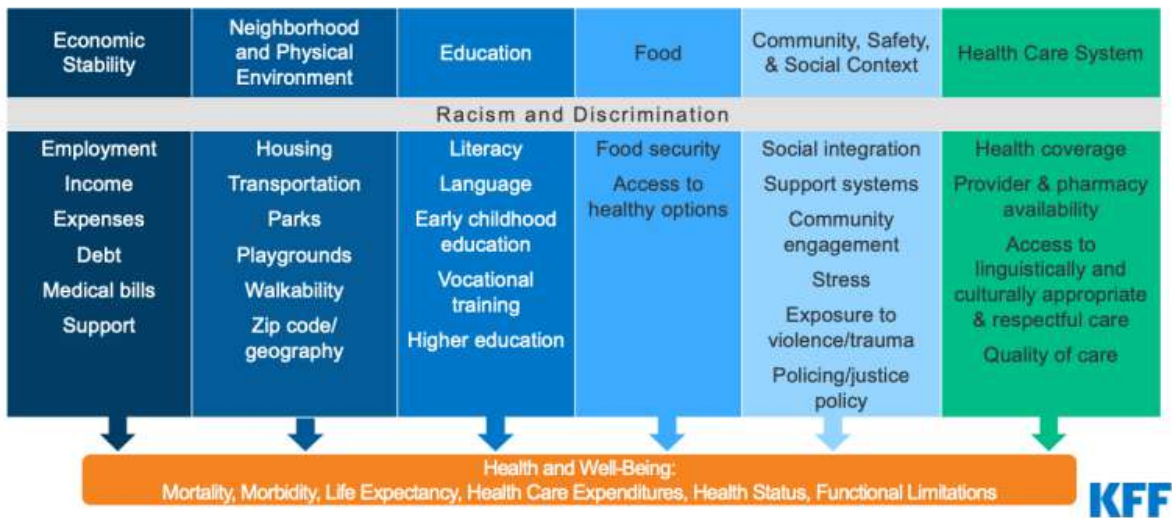 Economic
Stability
Neighborhood
and Physical
Environment
Education
Food
Community, Safety,
& Social Context
Health Care System
Racism and Discrimination
Employment
Income
Expenses
Debt
Medical bills
Support
Housing
Transportation
Parks
Playgrounds
Walkability
Zip code/
geography
Literacy
Language
Early childhood
education
Vocational
training
Higher education
Food security
Access to
healthy options
Social integration
Support systems
Community
engagement
Stress
Exposure to
violence/trauma
Policing/justice
policy
Health coverage
Provider & pharmacy
availability
Access to
linguistically and
culturally appropriate
& respectful care
Quality of care
Health and Well-Being:
Mortality, Morbidity, Life Expectancy, Health Care Expenditures, Health Status, Functional Limitations
KFF